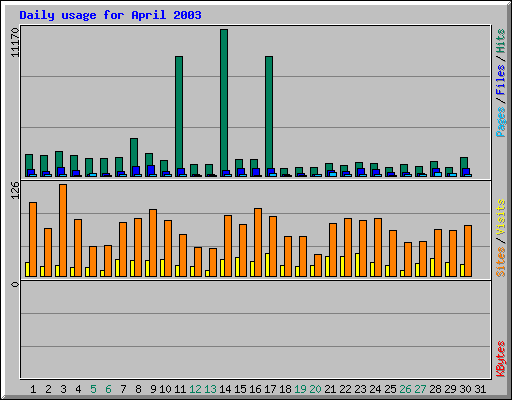 Daily usage for April 2003
11170
126
0
Pages / Files / Hits
Sites / Visits
KBytes
1 2 3 4 5 6 7 8 9 10 11 12 13 14 15 16 17 18 19 20 21 22 23 24 25 26 27 28 29 30 31